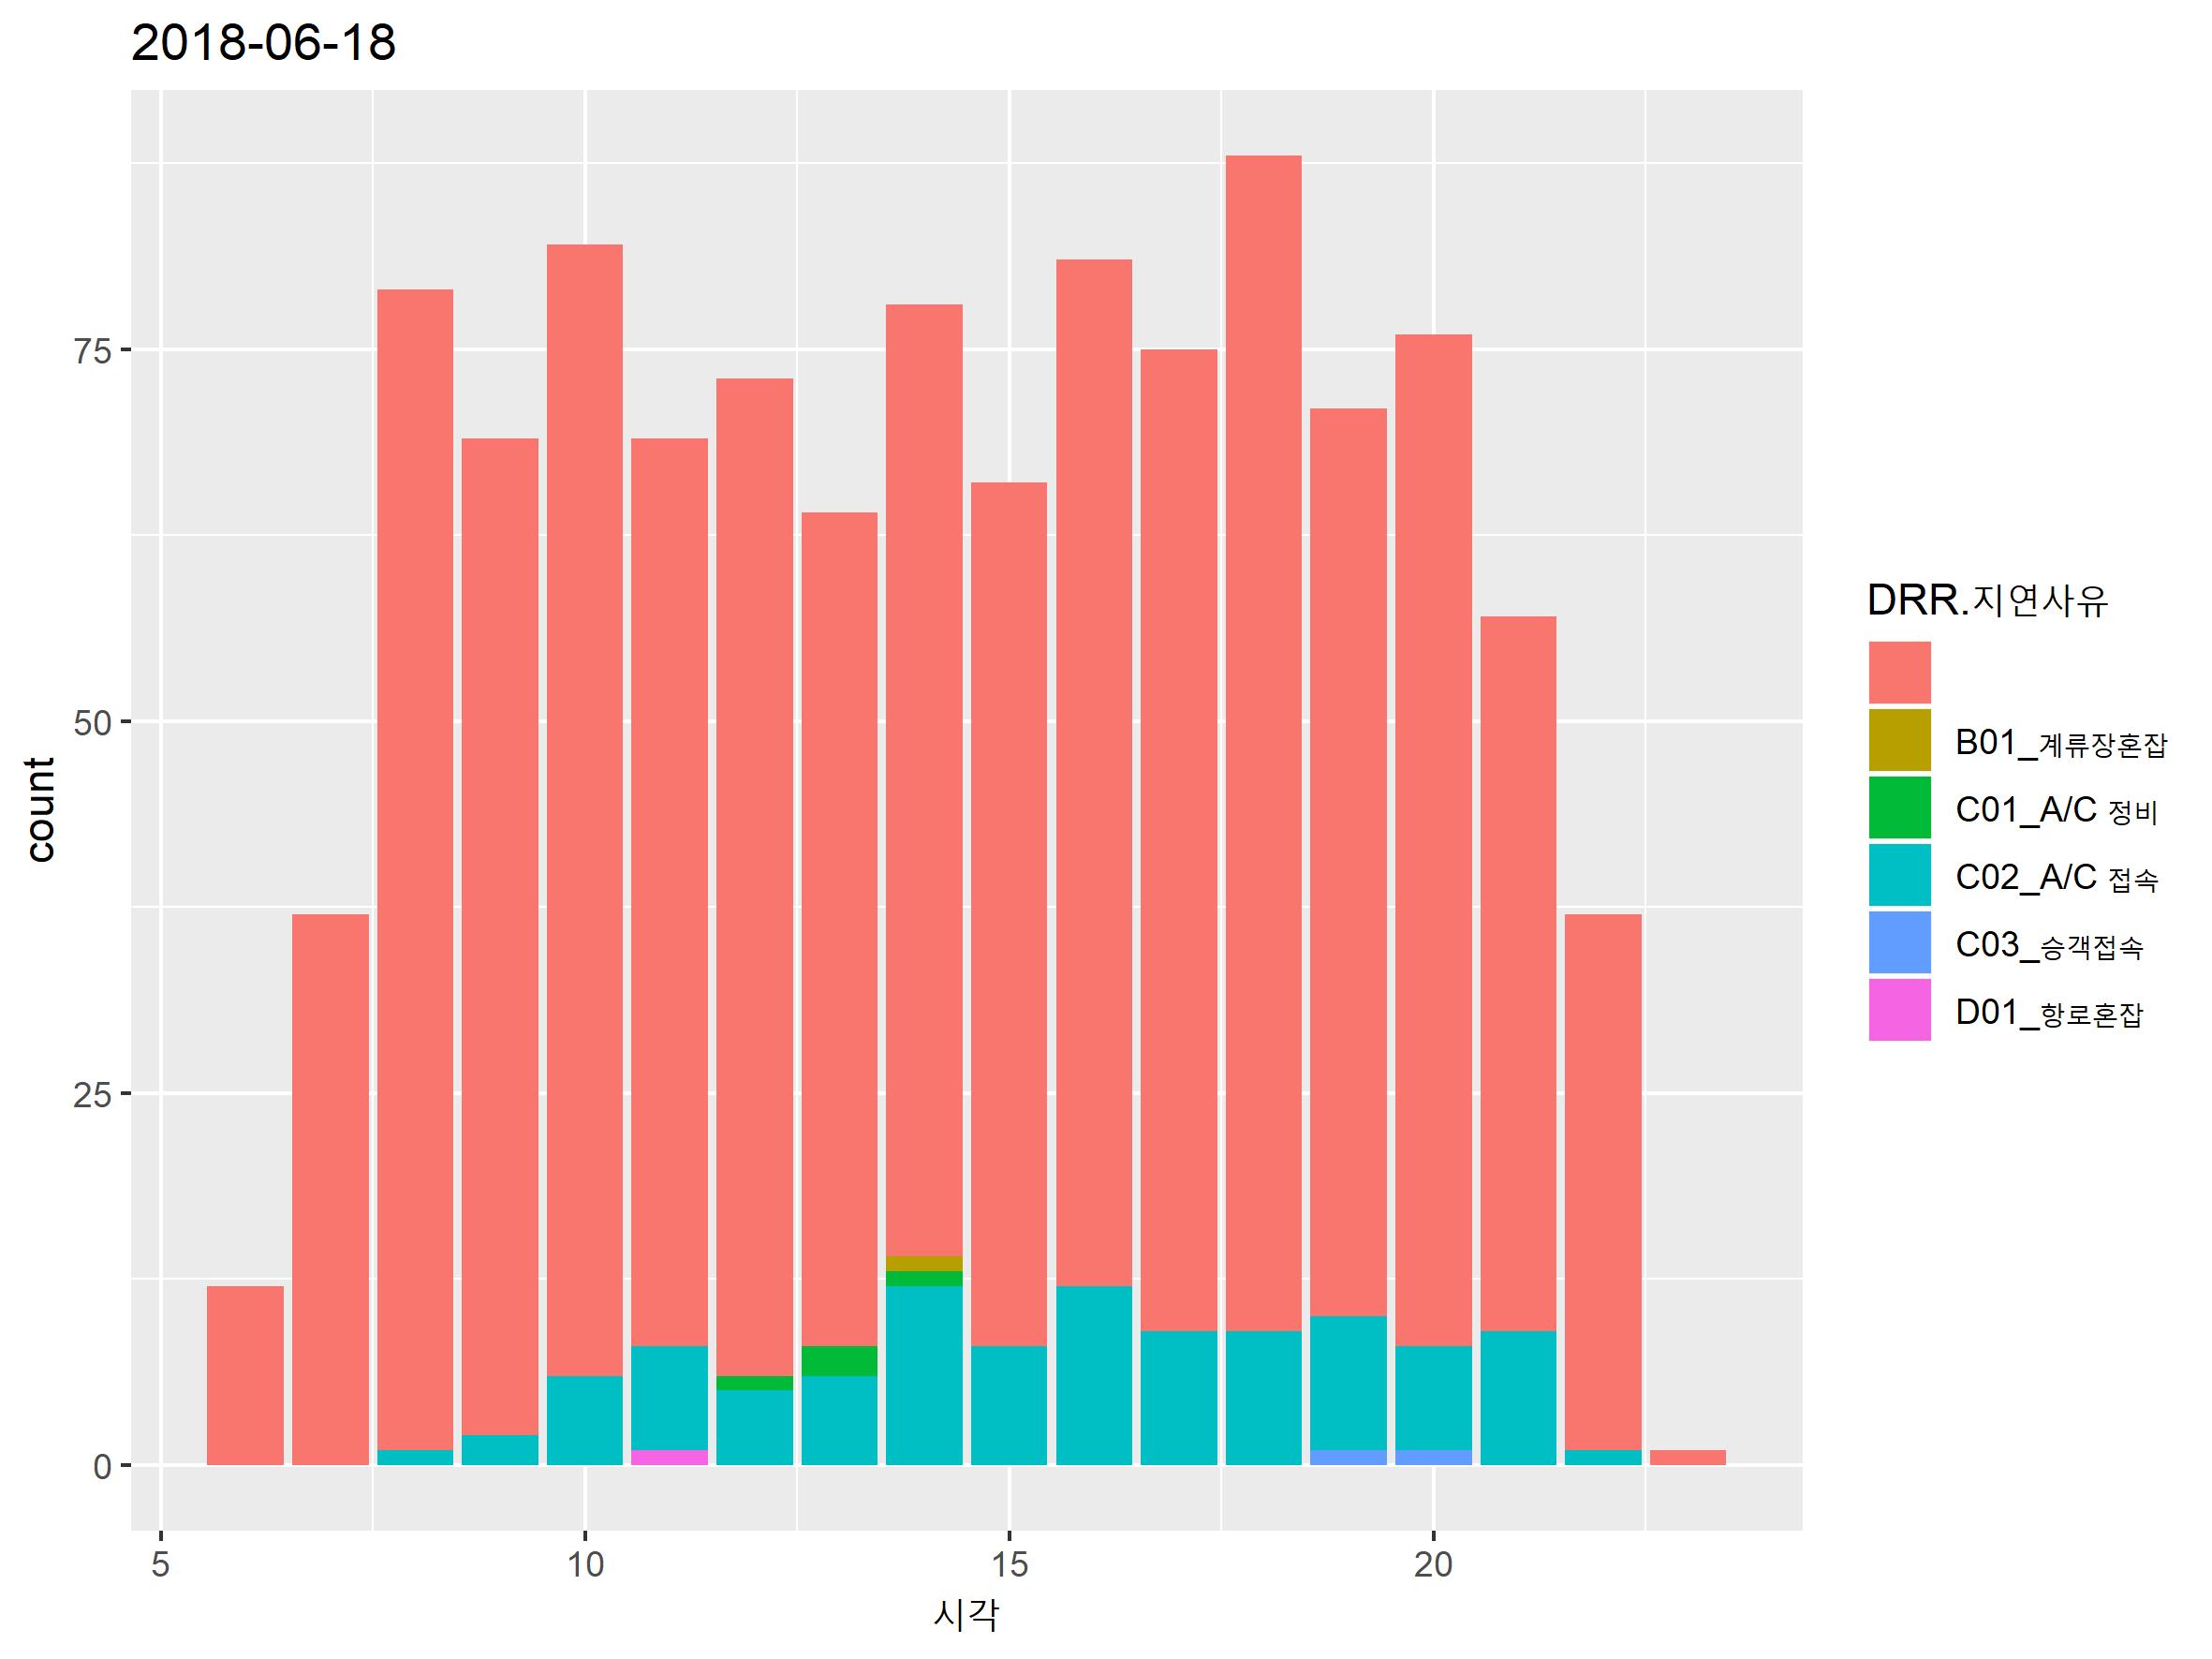 2018-06-18
count
75
50
25
0
5 10 15 20
시각
DRR.지연사유
B01_계류장혼잡
C01_A/C 정비
C02_A/C 접속
C03_승객접속
D01_항로혼잡